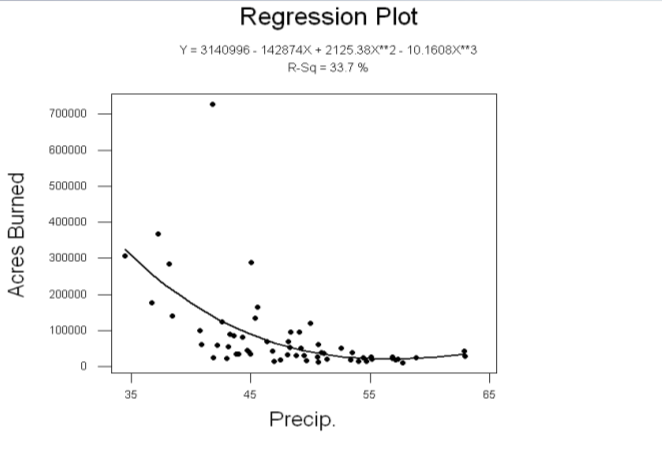 Regression Plot
Y = 3140996 - 142874X + 2125.38X**2 - 10.1608X**3
R-Sq = 33.7 %
700000
600000
500000
400000
300000
200000
100000
0
Acres Burned
35 45 55 65
Precip.